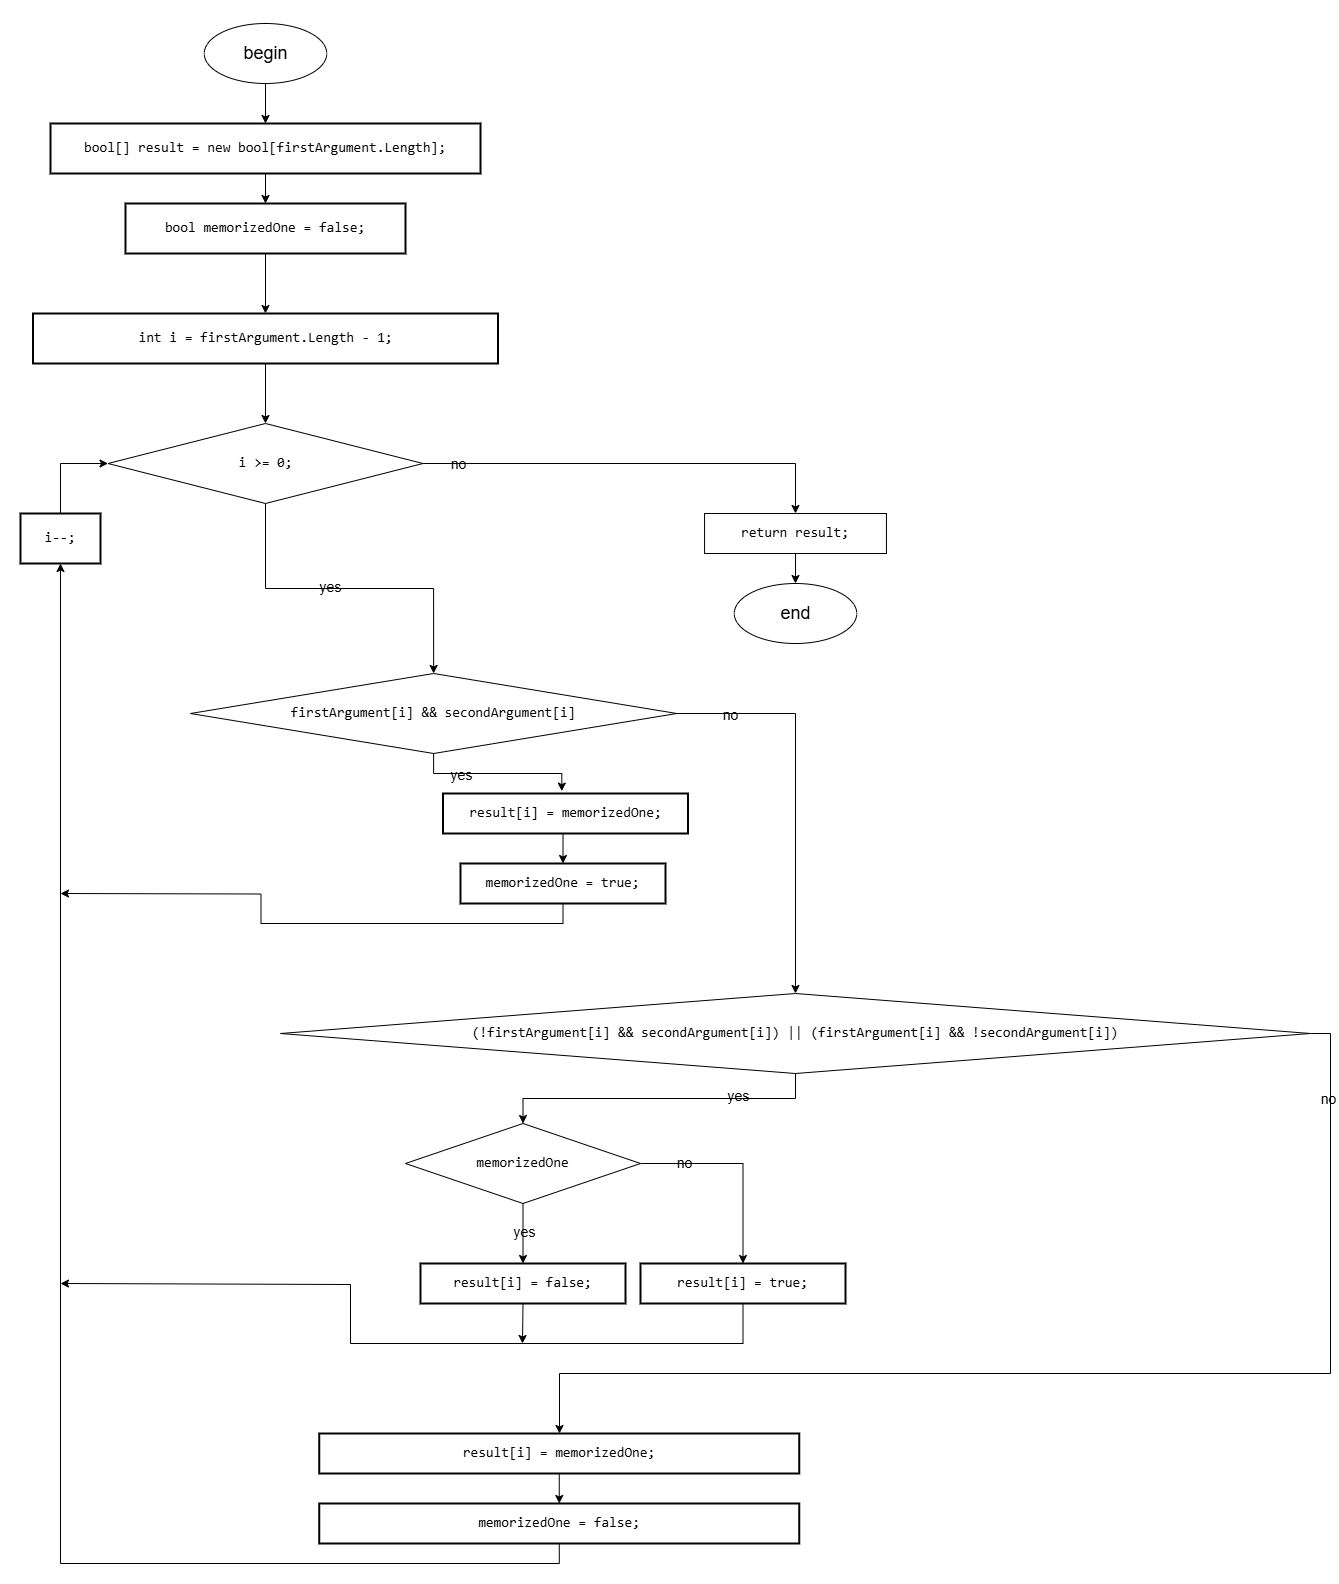 begin
bool[] result = new bool[firstArgument.Length];
bool memorizedOne = false;
int i = firstArgument.Length - 1;
i >= 0;
no
i--;
return result;
yes
end
firstArgument[i] && secondArgument[i]
no
yes
result[i] = memorizedOne;
memorizedOne = true;
(!firstArgument[i] && secondArgument[i]) || (firstArgument[i] && !secondArgument[i])
yes
no
memorizedOne
no
yes
result[i] = false;
result[i] = true;
result[i] = memorizedOne;
memorizedOne = false;